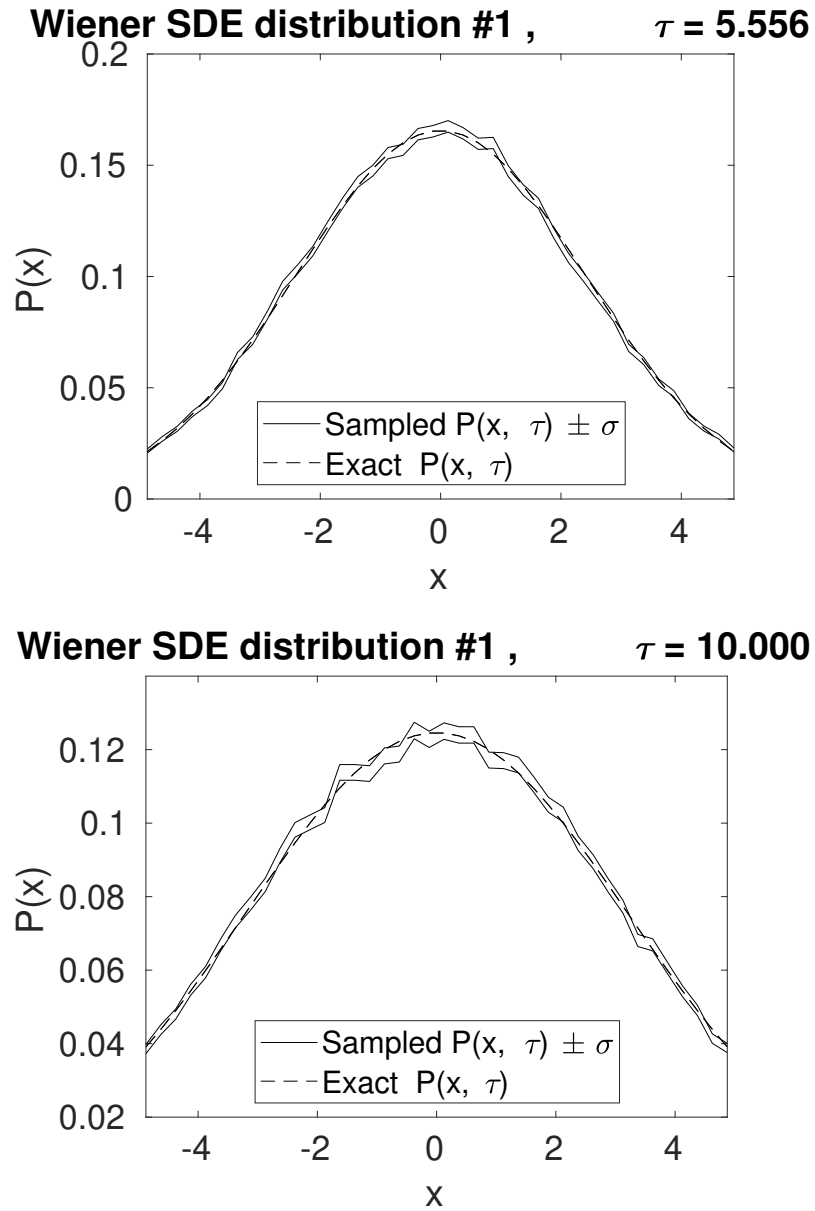 Wiener SDE distribution #1 , τ = 5.556
0.2
0.15
0.1
0.05
0
P(x)
Sampled P(x, τ) ± σ
Exact P(x, τ)
-4 -2 0 2 4
x
Wiener SDE distribution #1 , τ = 10.000
0.12
0.1
0.08
0.06
0.04
0.02
P(x)
Sampled P(x, τ) ± σ
Exact P(x, τ)
-4 -2 0 2 4
x